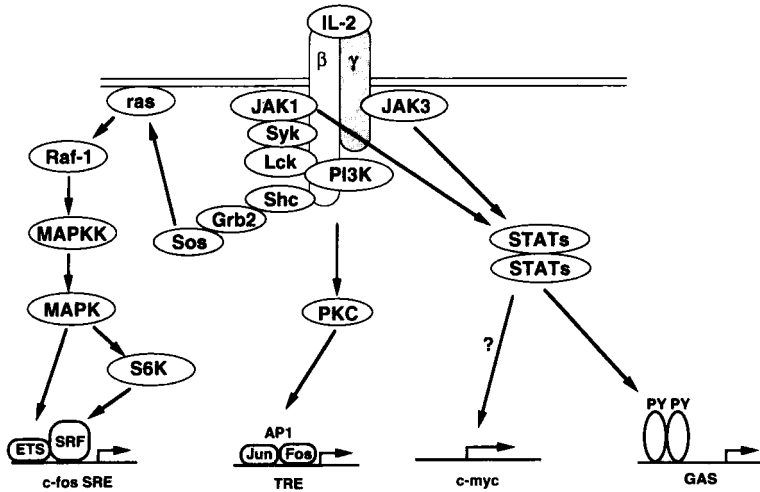 IL-2
β γ
ras
JAK1
JAK3
Syk
Raf-1
Lck
PI3K
Shc
Grb2
Sos
MAPKK
STATs
STATs
MAPK
PKC
?
S6K
PY PY
ETS
SRF
AP1
Jun
Fos
c-fos SRE
TRE
c-myc
GAS